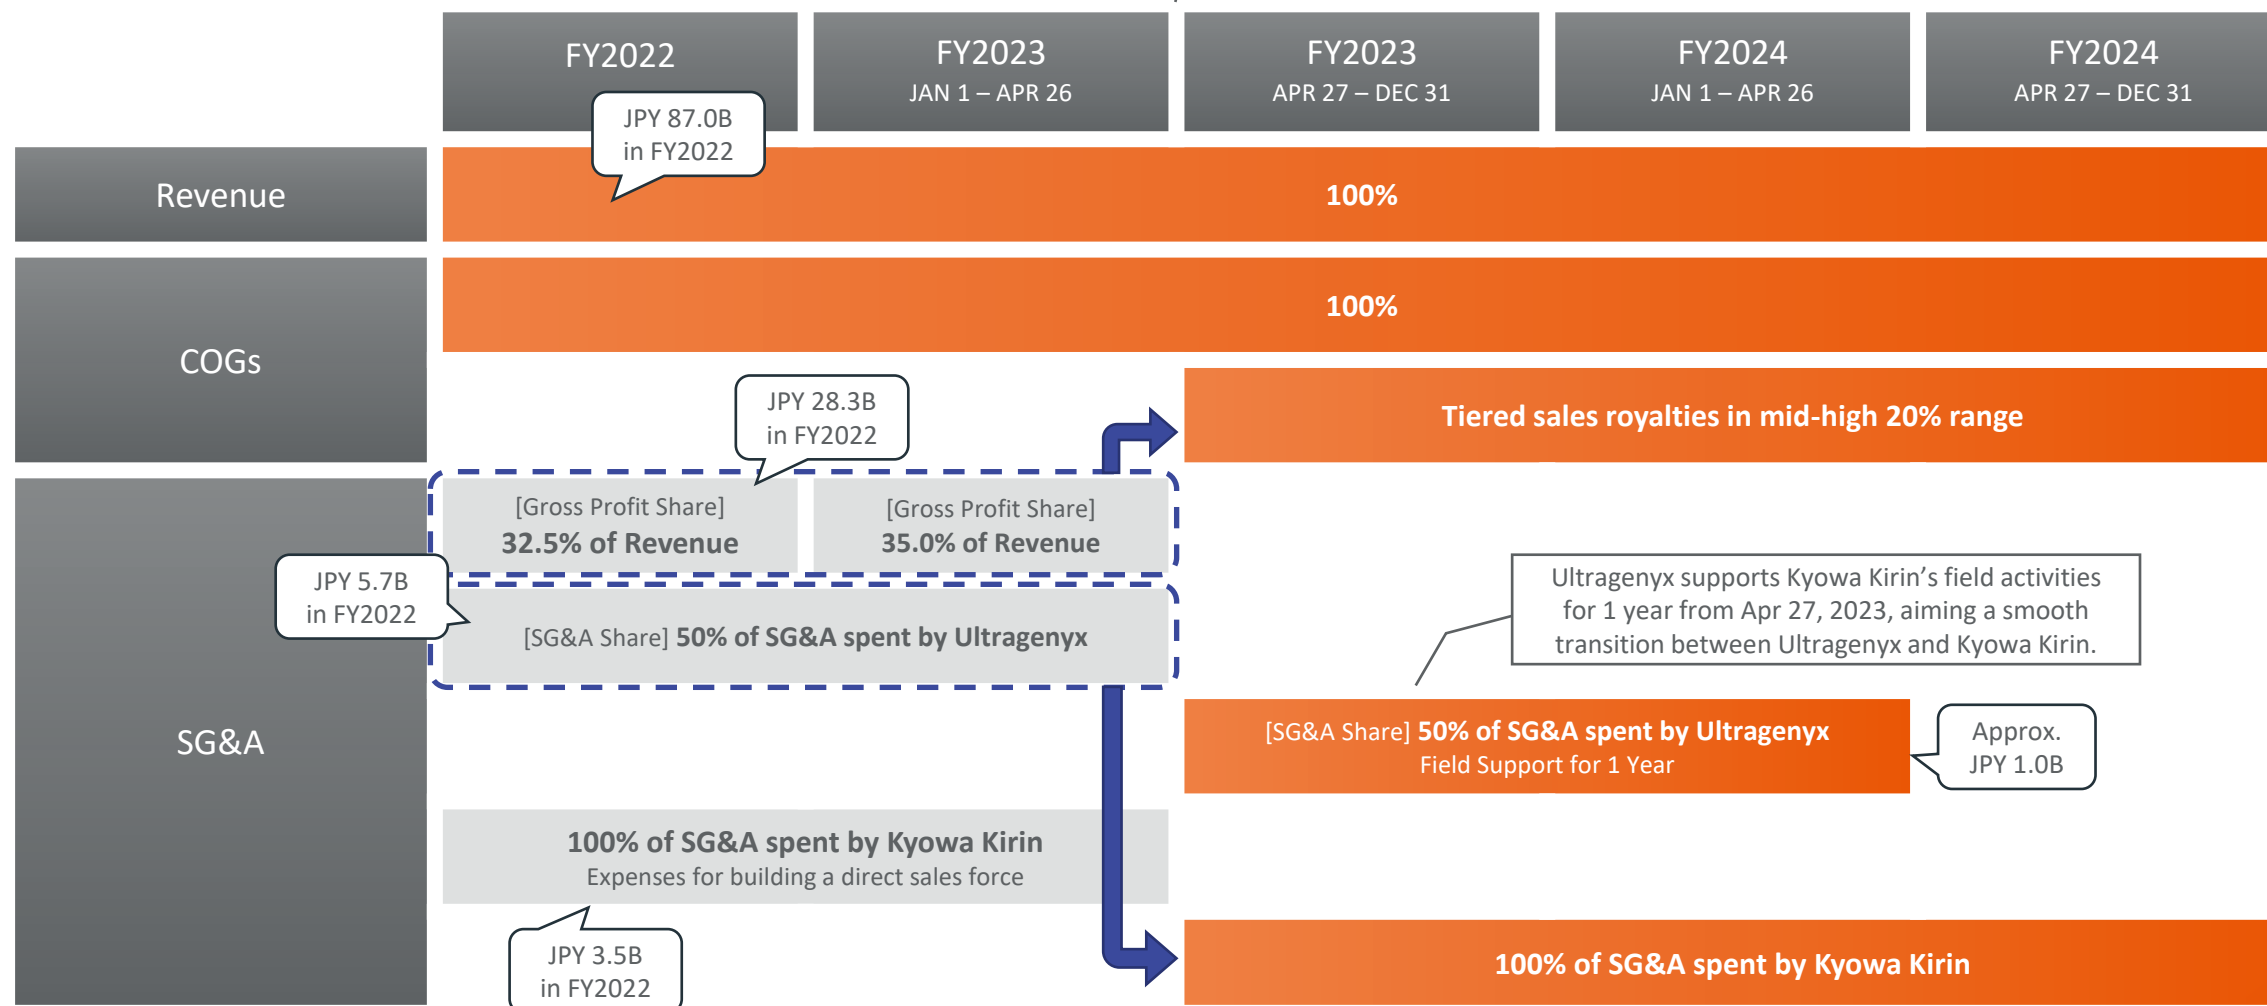 FY2022
FY2023
JAN 1 – APR 26
FY2023
APR 27 – DEC 31
FY2024
JAN 1 – APR 26
FY2024
APR 27 – DEC 31
JPY 87.0B
in FY2022
Revenue
100%
COGs
100%
JPY 28.3B
in FY2022
Tiered sales royalties in mid-high 20% range
SG&A
[Gross Profit Share]
32.5% of Revenue
[Gross Profit Share]
35.0% of Revenue
JPY 5.7B
in FY2022
[SG&A Share] 50% of SG&A spent by Ultragenyx
Ultragenyx supports Kyowa Kirin’s field activities
for 1 year from Apr 27, 2023, aiming a smooth
transition between Ultragenyx and Kyowa Kirin.
[SG&A Share] 50% of SG&A spent by Ultragenyx
Field Support for 1 Year
Approx.
JPY 1.0B
100% of SG&A spent by Kyowa Kirin
Expenses for building a direct sales force
JPY 3.5B
in FY2022
100% of SG&A spent by Kyowa Kirin